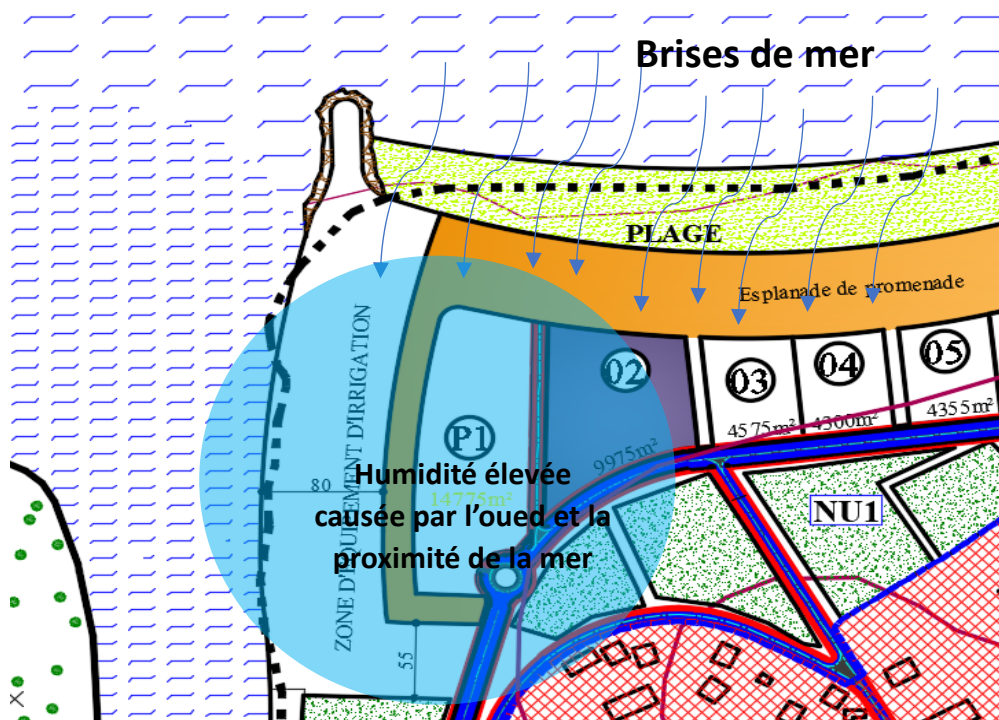 Brises de mer
PLAGE
Esplanade de promenade
ZONE D'EQUIPEMENT D'IRRIGATION
02
03
04
05
P1
4575m²
4300m²
4355m²
9975m²
14775m²
80
Humidité élevée
causée par l'oued et la
proximité de la mer
NU1
55